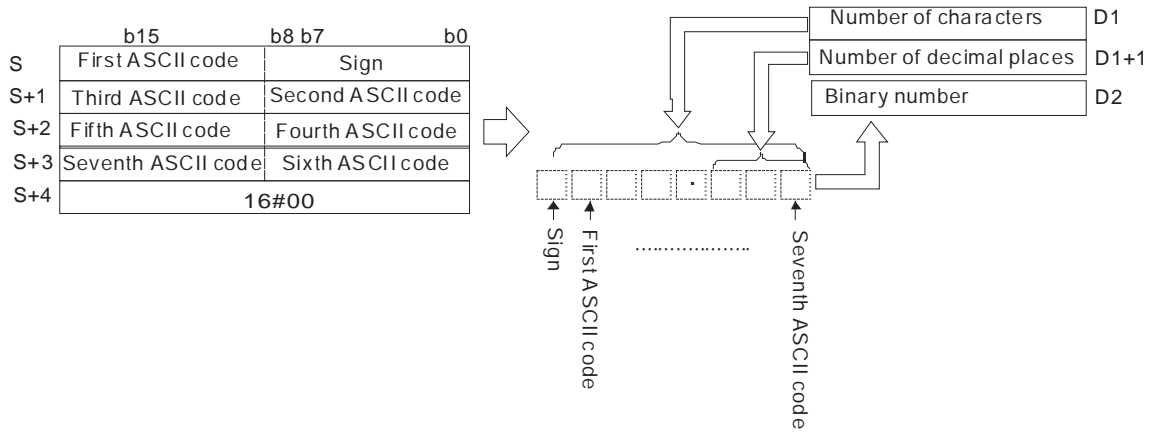 b15 b8 b7 b0
S First ASCII code Sign
S+1 Third ASCII code Second ASCII code
S+2 Fifth ASCII code Fourth ASCII code
S+3 Seventh ASCII code Sixth ASCII code
S+4 16#00
Number of characters D1
Number of decimal places D1+1
Binary number D2
.
Sign
First ASCII code
....................
Seventh ASCII code